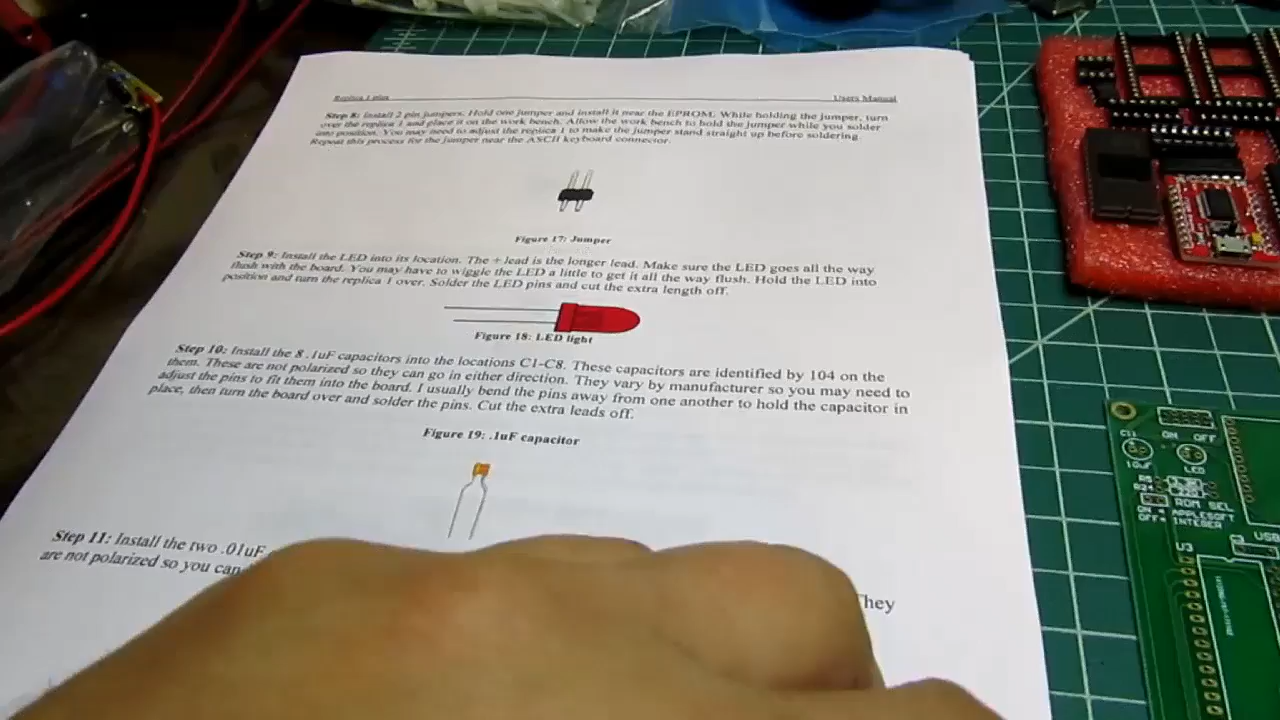 Replica 1 plus Users Manual
Step 8: Install 2 pin jumpers. Hold one jumper and install it near the EPROM. While holding the jumper, turn
over the replica 1 and place it on the work bench. Allow the work bench to hold the jumper while you solder
into position. You may need to adjust the replica 1 to make the jumper stand straight up before soldering.
Repeat this process for the jumper near the ASCII keyboard connector.
Figure 17: Jumper
Step 9: Install the LED into its location. The + lead is the longer lead. Make sure the LED goes all the way
flush with the board. You may have to wiggle the LED a little to get it all the way flush. Hold the LED into
position and turn the replica 1 over. Solder the LED pins and cut the extra length off.
Figure 18: LED light
Step 10: Install the 8 .1uF capacitors into the locations C1-C8. These capacitors are identified by 104 on the
them. These are not polarized so they can go in either direction. They vary by manufacturer so you may need to
adjust the pins to fit them into the board. I usually bend the pins away from one another to hold the capacitor in
place, then turn the board over and solder the pins. Cut the extra leads off.
Figure 19: .1uF capacitor
Step 11: Install the two .01uF
are not polarized so you can
They
C11
ON OFF
10uF
LED
ROM SEL
ON = APPLESOFT
OFF= INTEGER
USB
U3